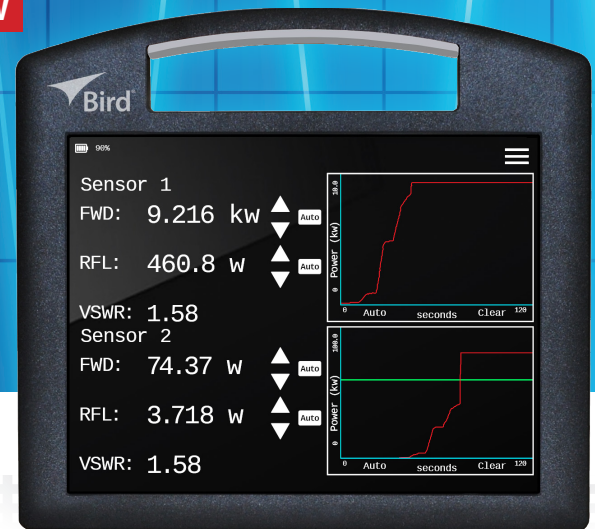 Bird
90%
Sensor 1
FWD: 9.216 kw Auto
RFL: 460.8 w Auto
VSWR: 1.58
10.0
Power (kw)
0
0 Auto seconds Clear 120
Sensor 2
FWD: 74.37 w Auto
RFL: 3.718 w Auto
VSWR: 1.58
100.0
Power (kw)
0
0 Auto seconds Clear 120